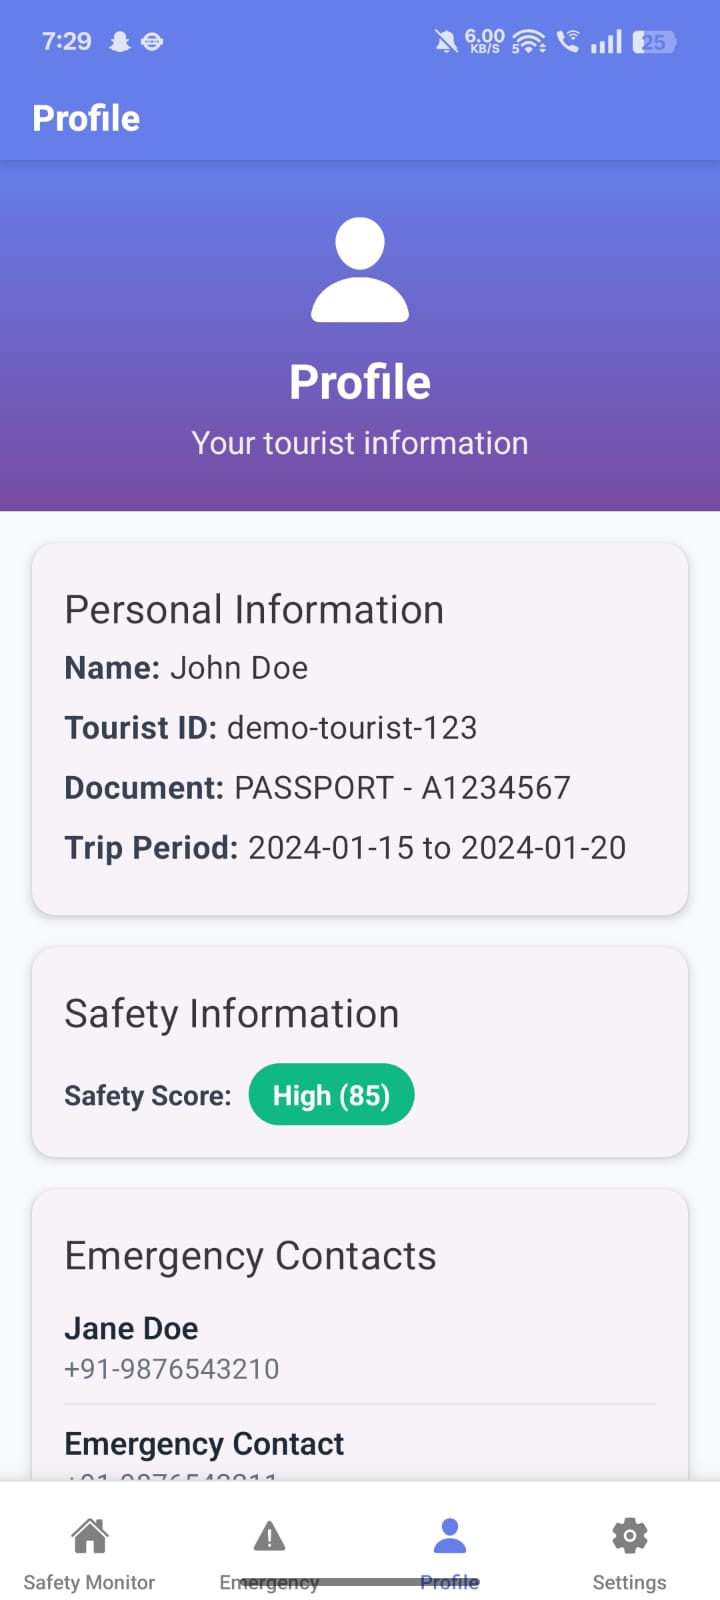 7:29
6.00
KB/S
5
25
Profile
Profile
Your tourist information
Personal Information
Name: John Doe
Tourist ID: demo-tourist-123
Document: PASSPORT - A1234567
Trip Period: 2024-01-15 to 2024-01-20
Safety Information
Safety Score: High (85)
Emergency Contacts
Jane Doe
+91-9876543210
Emergency Contact
Safety Monitor
Emergency
Profile
Settings